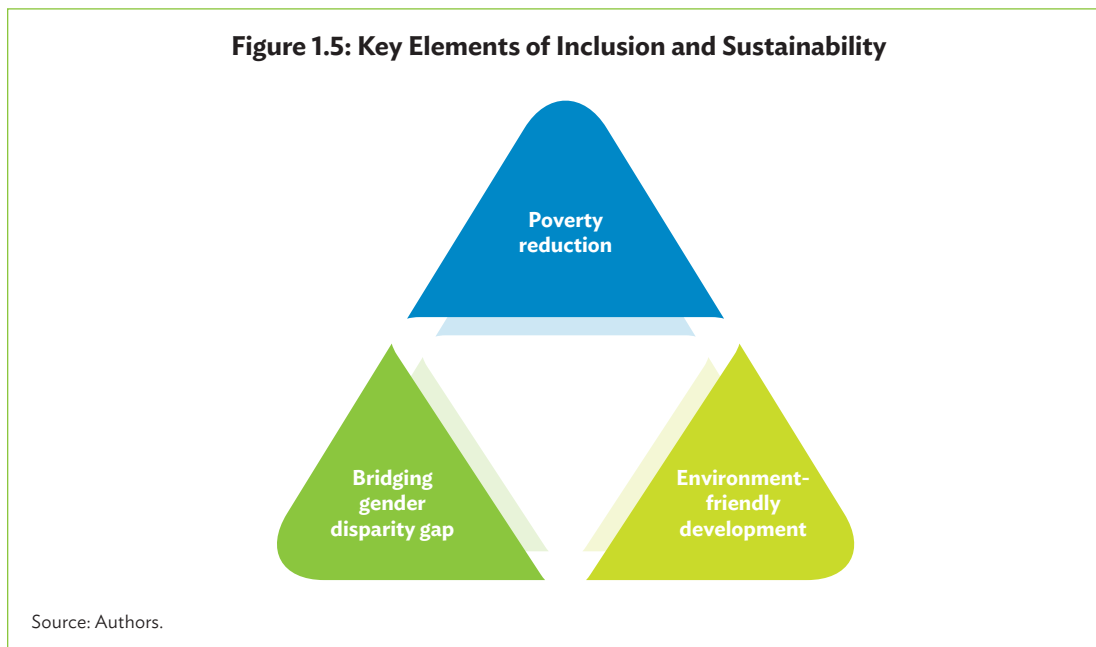 Figure 1.5: Key Elements of Inclusion and Sustainability
Poverty
reduction
Bridging
gender
disparity gap
Environment-
friendly
development
Source: Authors.